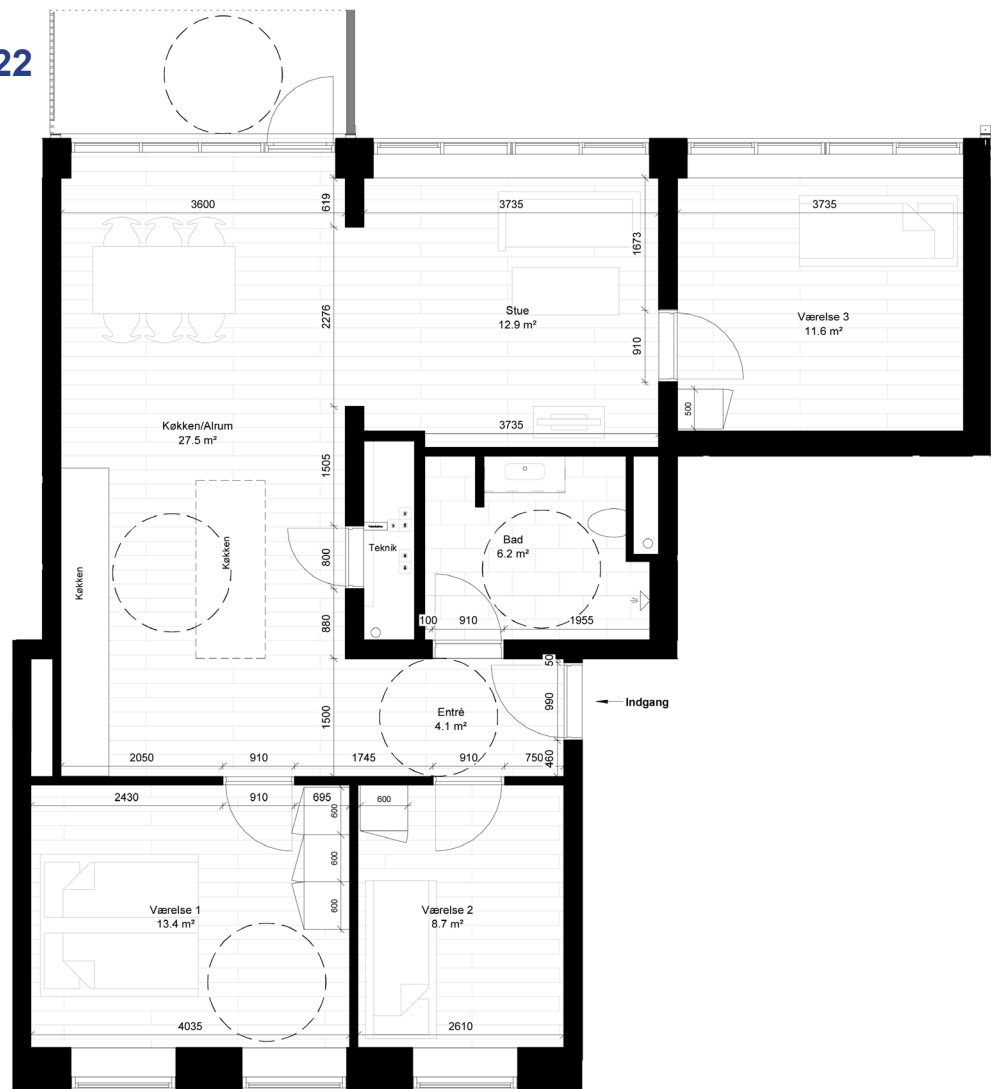 22
3600
619
3735
1673
3735
2276
Stue
12.9 m²
Værelse 3
11.6 m²
910
500
Køkken/Alrum
27.5 m²
3735
1505
Køkken
Køkken
800
Teknik
Bad
6.2 m²
880
100
910
1955
50
990
Indgang
Entré
4.1 m²
1500
460
2050
910
1745
910
750
2430
910
695
600
600
600
600
Værelse 1
13.4 m²
Værelse 2
8.7 m²
4035
2610